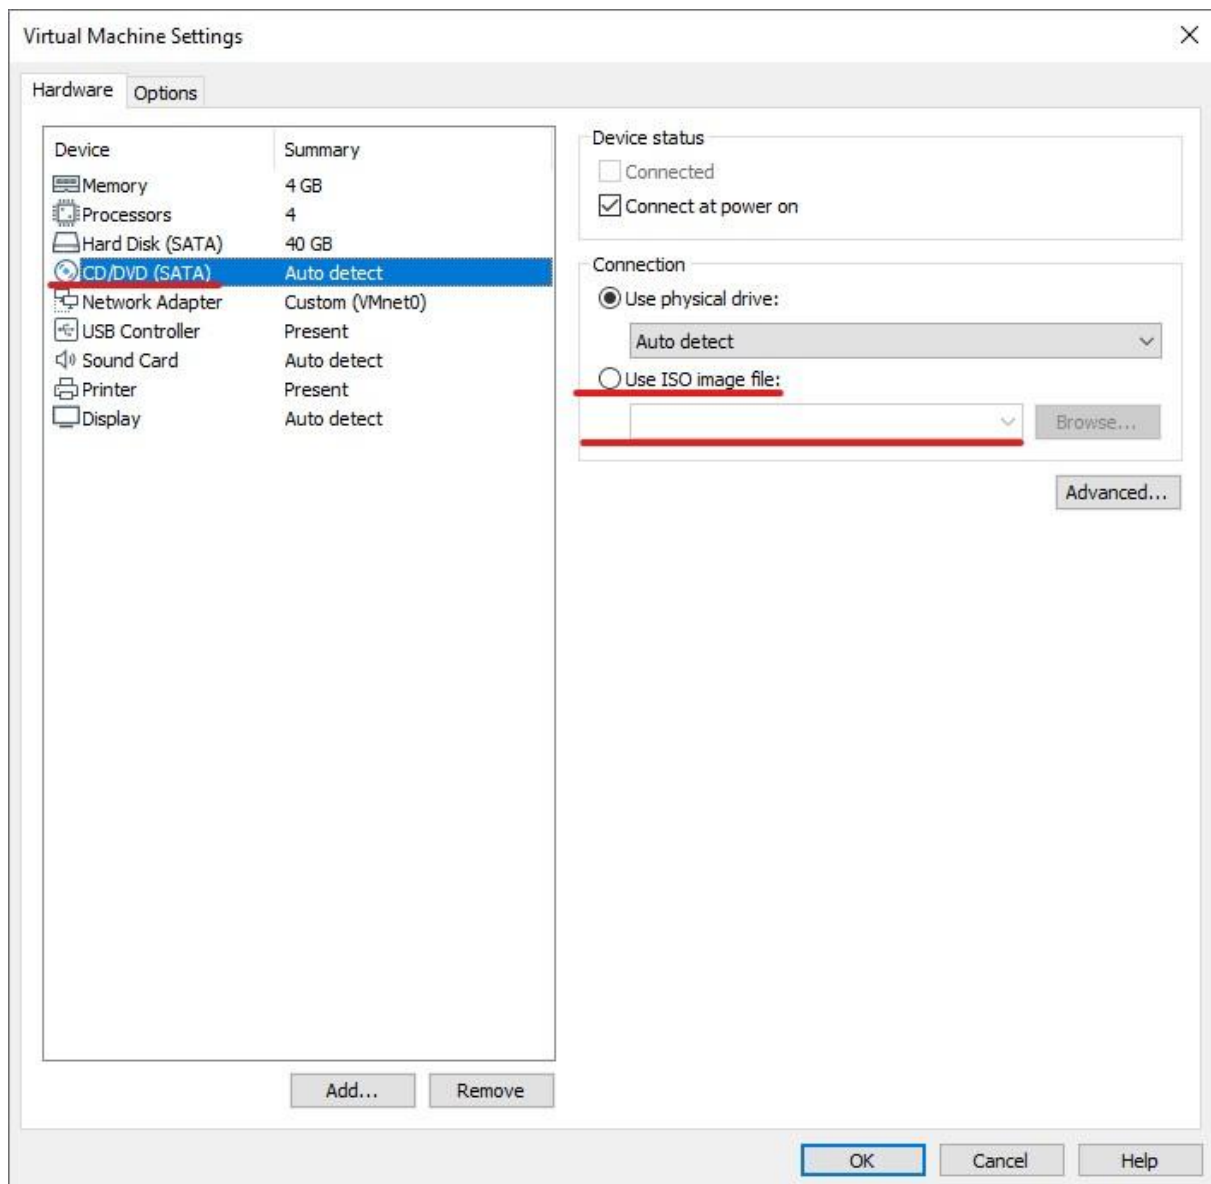 Virtual Machine Settings
Hardware Options
Device Summary
Memory 4 GB
Processors 4
Hard Disk (SATA) 40 GB
CD/DVD (SATA) Auto detect
Network Adapter Custom (VMnet0)
USB Controller Present
Sound Card Auto detect
Printer Present
Display Auto detect
Add... Remove
Device status
Connected
Connect at power on
Connection
Use physical drive:
Auto detect
Use ISO image file:
Browse...
Advanced...
OK Cancel Help